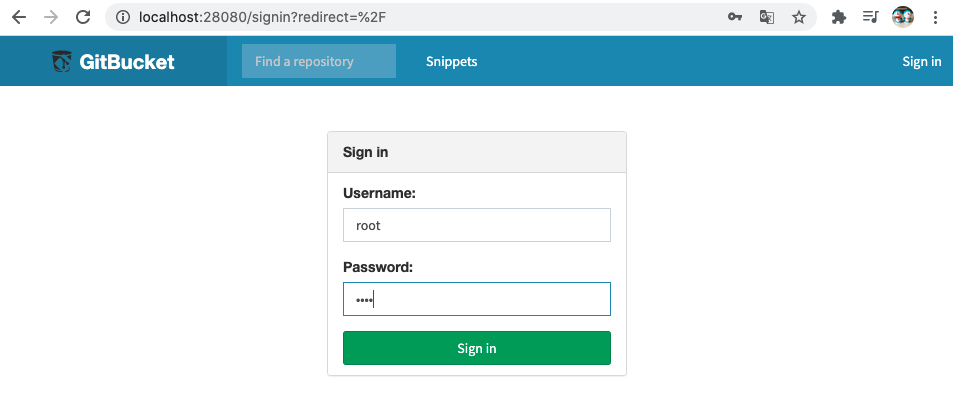 localhost:28080/signin?redirect=%2F
GitBucket
Find a repository
Snippets
Sign in
Sign in
Username:
root
Password:
••••
Sign in